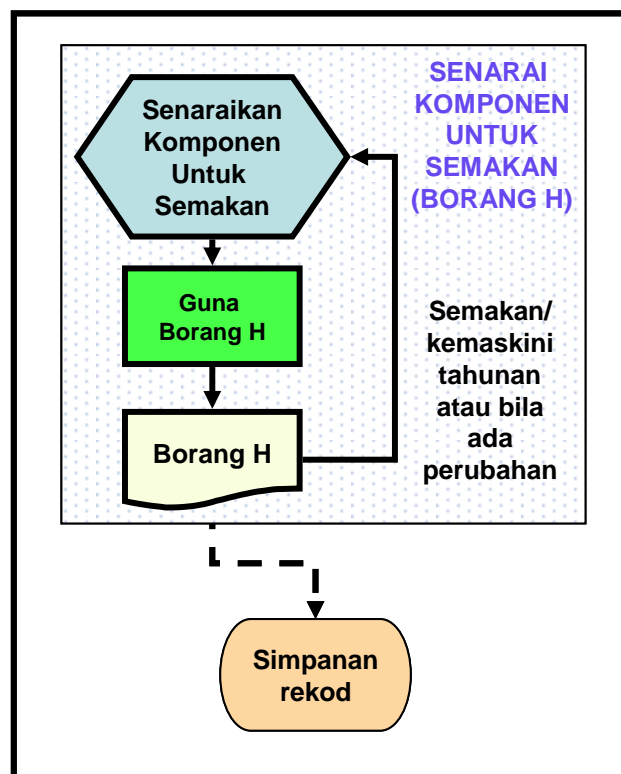 Senaraikan
Komponen
Untuk
Semakan
SENARAI
KOMPONEN
UNTUK
SEMAKAN
(BORANG H)
Guna
Borang H
Borang H
Semakan/
kemaskini
tahunan
atau bila
ada
perubahan
Simpanan
rekod